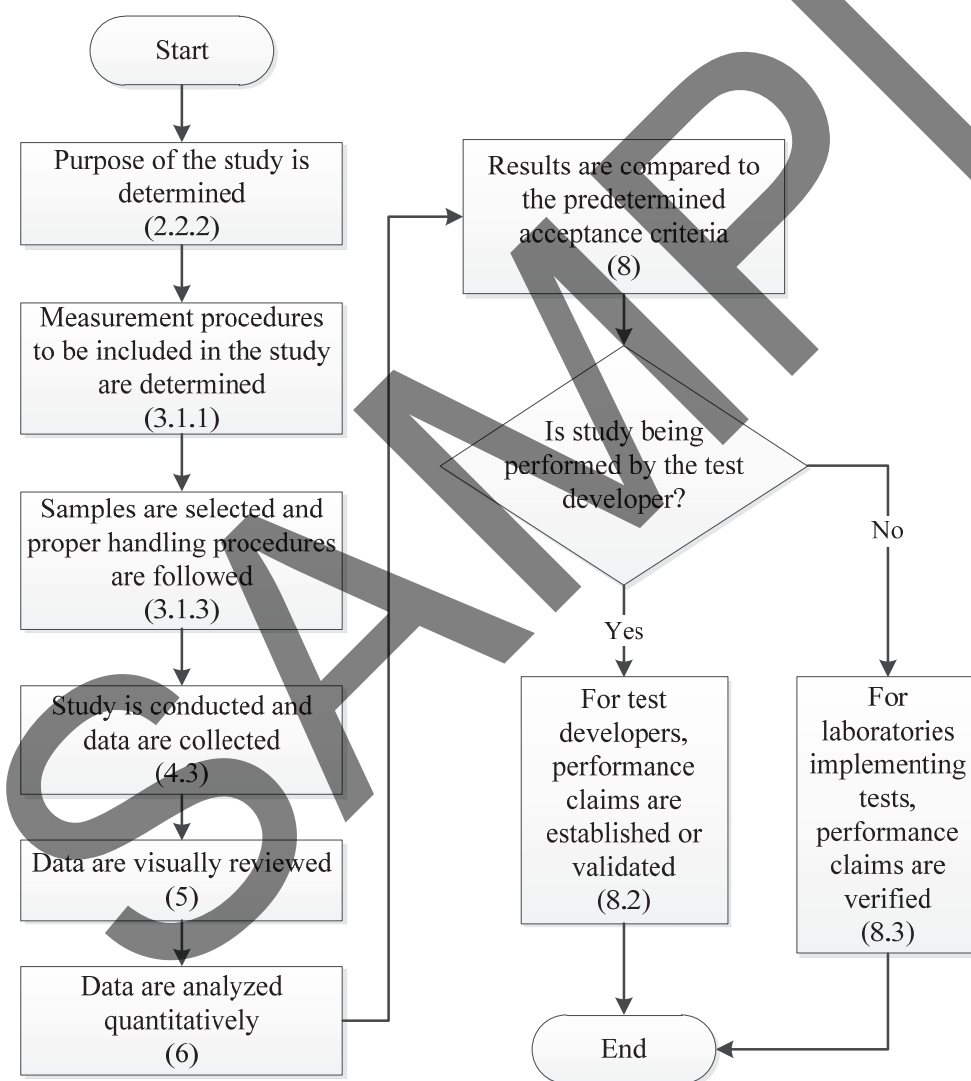 Start
Purpose of the study is
determined
(2.2.2)
Measurement procedures
to be included in the study
are determined
(3.1.1)
Samples are selected and
proper handling procedures
are followed
(3.1.3)
Study is conducted and
data are collected
(4.3)
Data are visually reviewed
(5)
Data are analyzed
quantitatively
(6)
Results are compared to
the predetermined
acceptance criteria
(8)
Is study being
performed by the test
developer?
Yes
No
For test
developers,
performance
claims are
established or
validated
(8.2)
For
laboratories
implementing
tests,
performance
claims are
verified
(8.3)
End
SAMPL